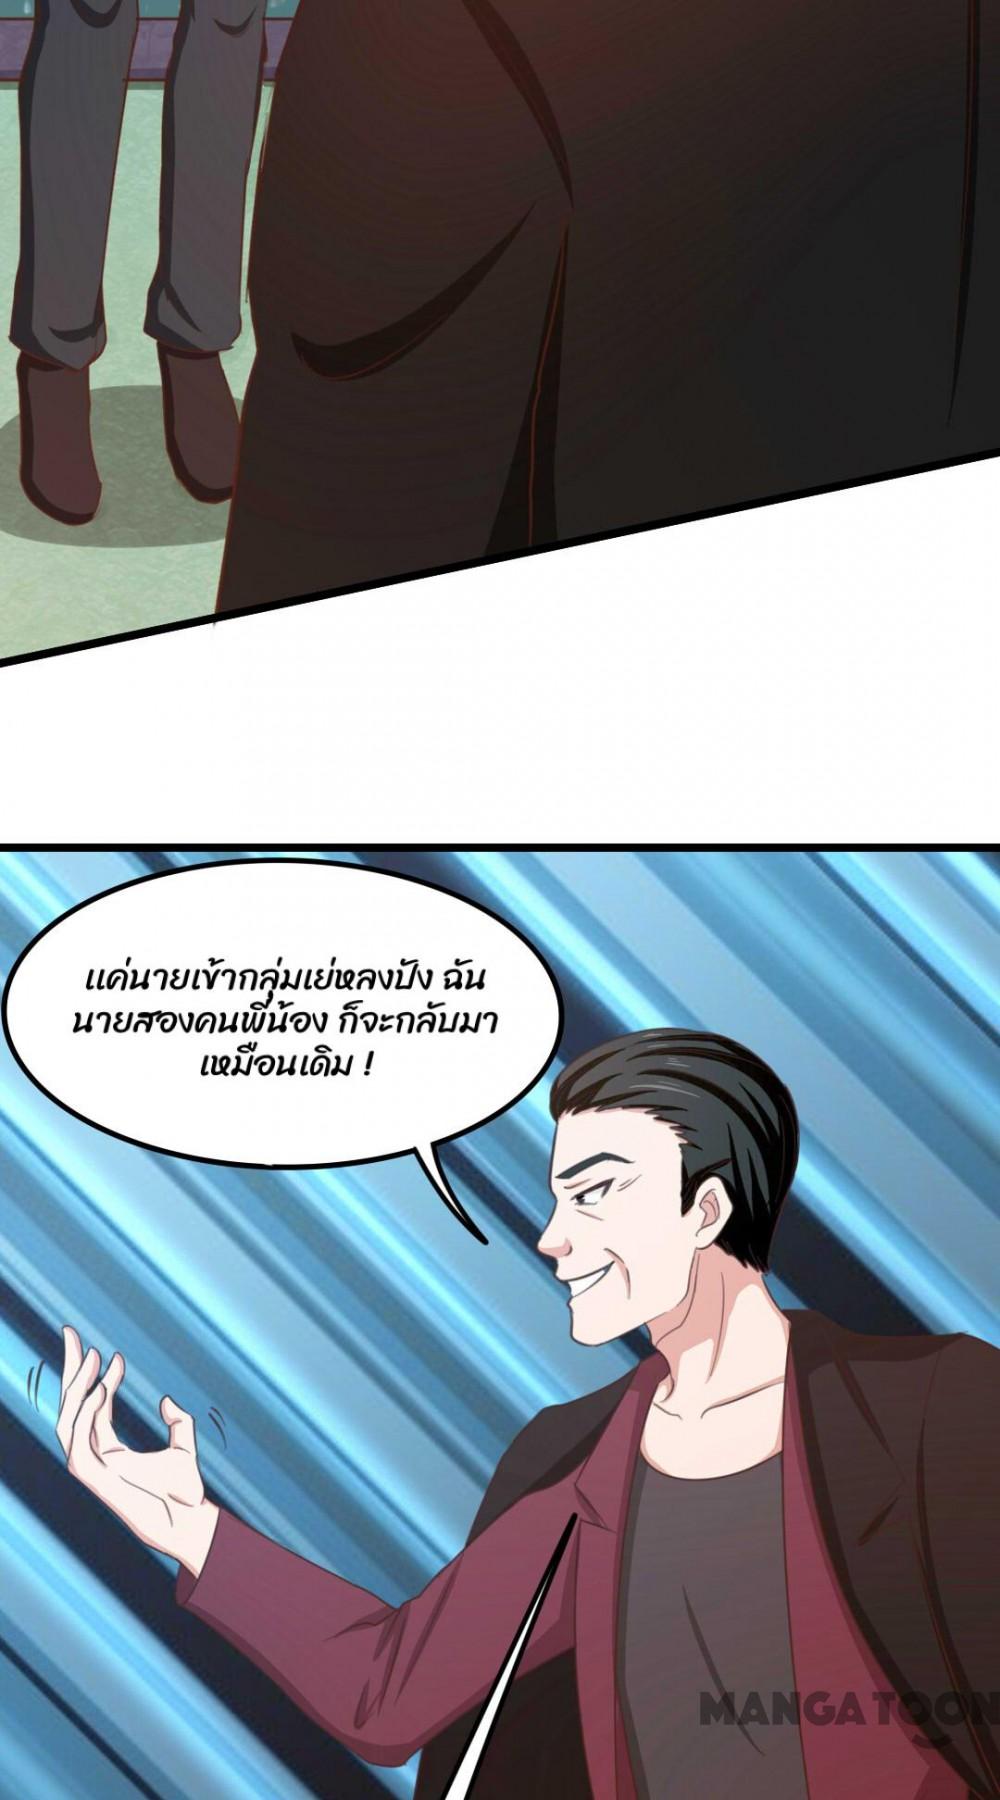 แค่นายเข้ากลุ่มเย่หลงปัง ฉัน
นายสองคนพี่น้อง ก็จะกลับมา
เหมือนเดิม !
MANGA TOON